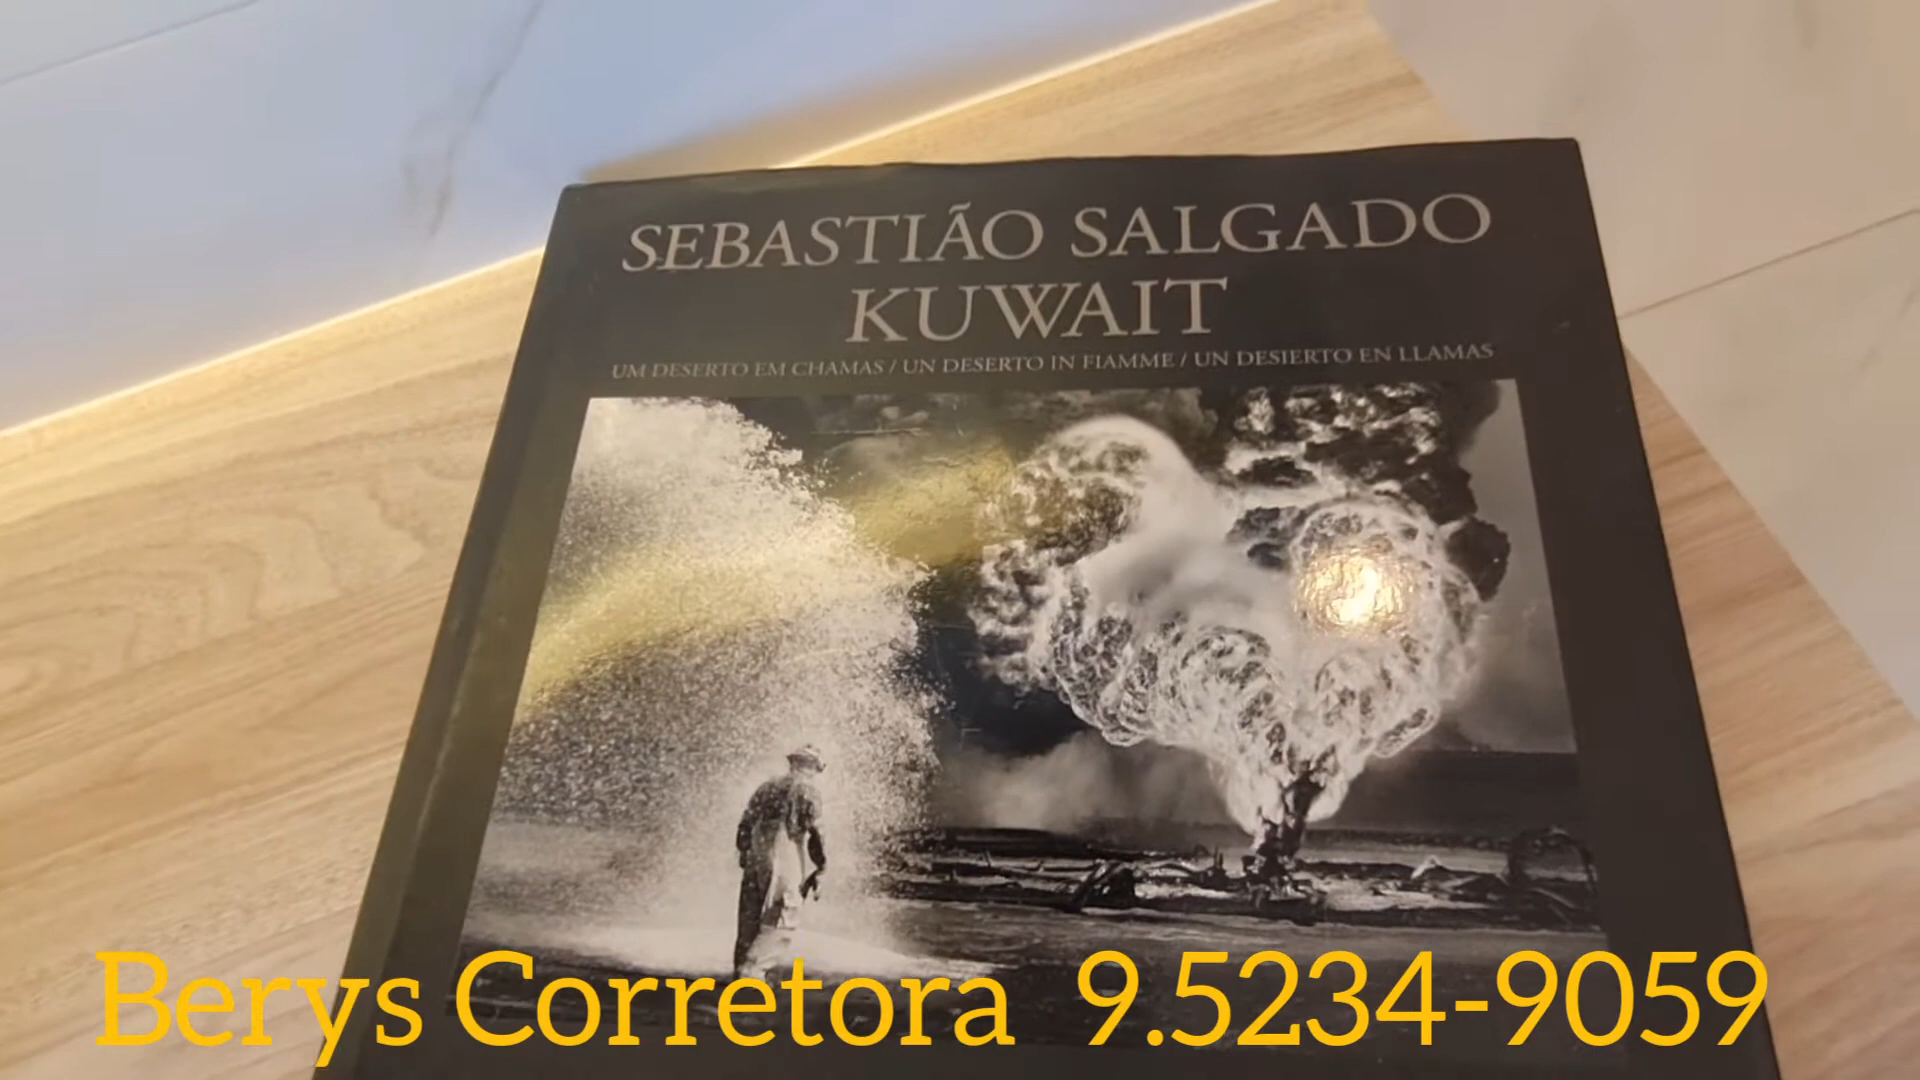 SEBASTIÃO SALGADO
KUWAIT
UM DESERTO EM CHAMAS / UN DESERTO IN FIAMME / UN DESIERTO EN LLAMAS
Berys Corretora 9.5234-9059